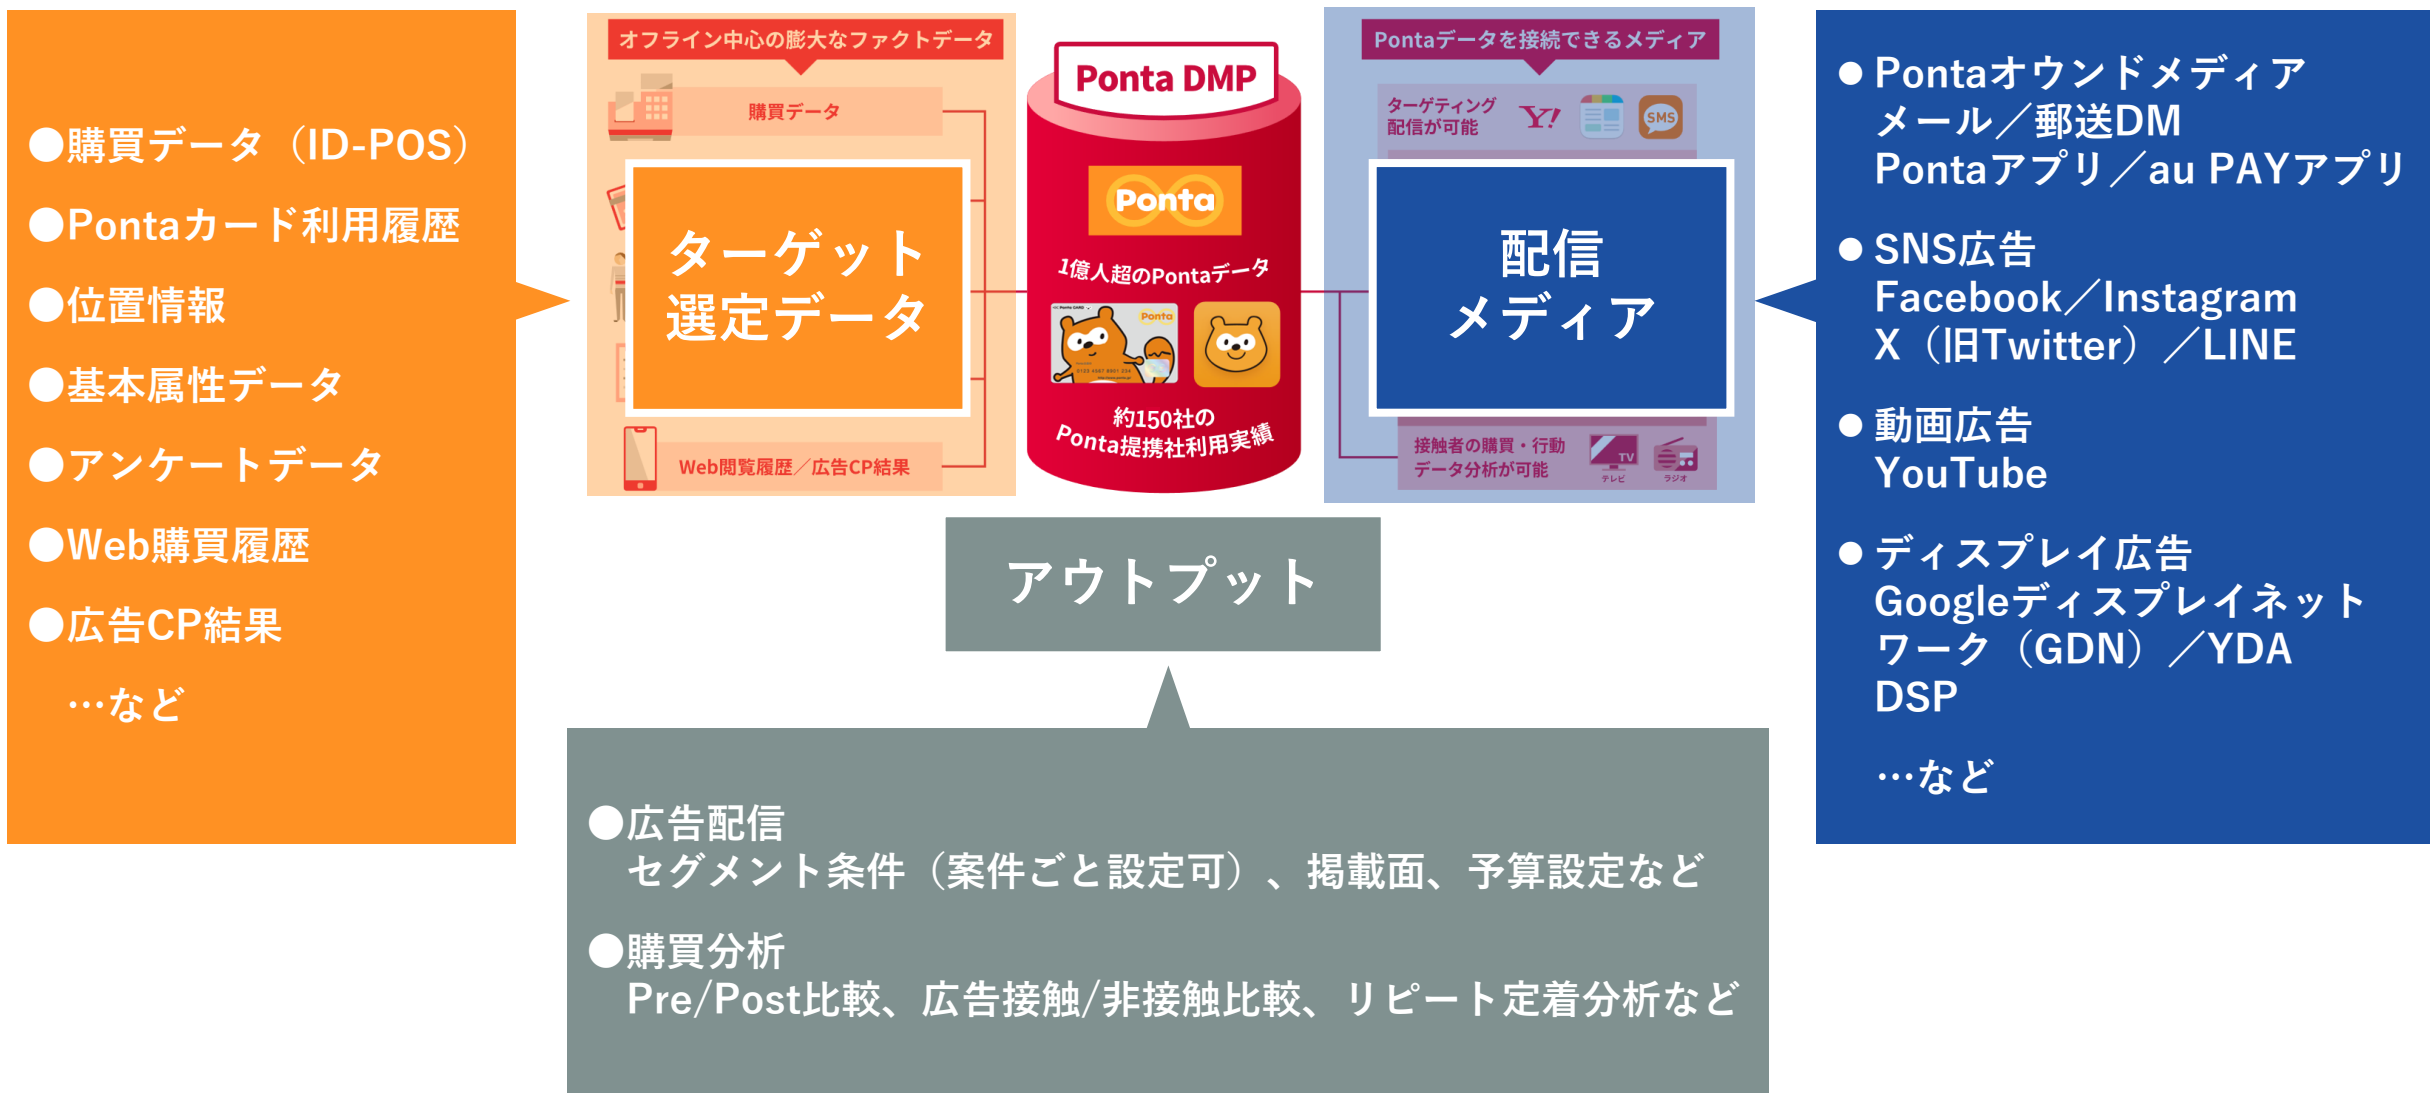 ●購買データ（ID-POS）
●Pontaカード利用履歴
●位置情報
●基本属性データ
●アンケートデータ
●Web購買履歴
●広告CP結果
…など
オフライン中心の膨大なファクトデータ
購買データ
ターゲット
選定データ
Web閲覧履歴／広告CP結果
Ponta DMP
Ponta
1億人超のPontaデータ
Ponta
約150社の
Ponta提携社利用実績
Pontaデータを接続できるメディア
ターゲティング
配信が可能
Y!
SMS
配信
メディア
接触者の購買・行動
データ分析が可能
TV
テレビ
ラジオ
● Pontaオウンドメディア
メール／郵送DM
Pontaアプリ／au PAYアプリ
● SNS広告
Facebook／Instagram
X（旧Twitter）／LINE
● 動画広告
YouTube
● ディスプレイ広告
Googleディスプレイネット
ワーク（GDN）／YDA
DSP
…など
アウトプット
●広告配信
セグメント条件（案件ごと設定可）、掲載面、予算設定など
●購買分析
Pre/Post比較、広告接触/非接触比較、リピート定着分析など